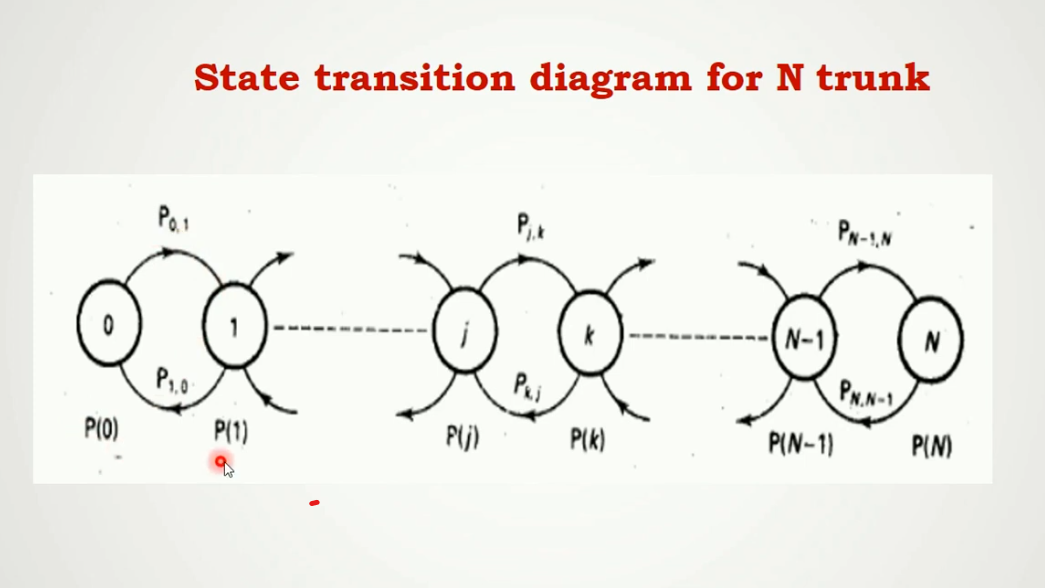 State transition diagram for N trunk
P0,1
Pj,k
PN-1,N
0
1
j
k
N-1
N
P1,0
Pk,j
PN,N-1
P(0)
P(1)
P(j)
P(k)
P(N-1)
P(N)